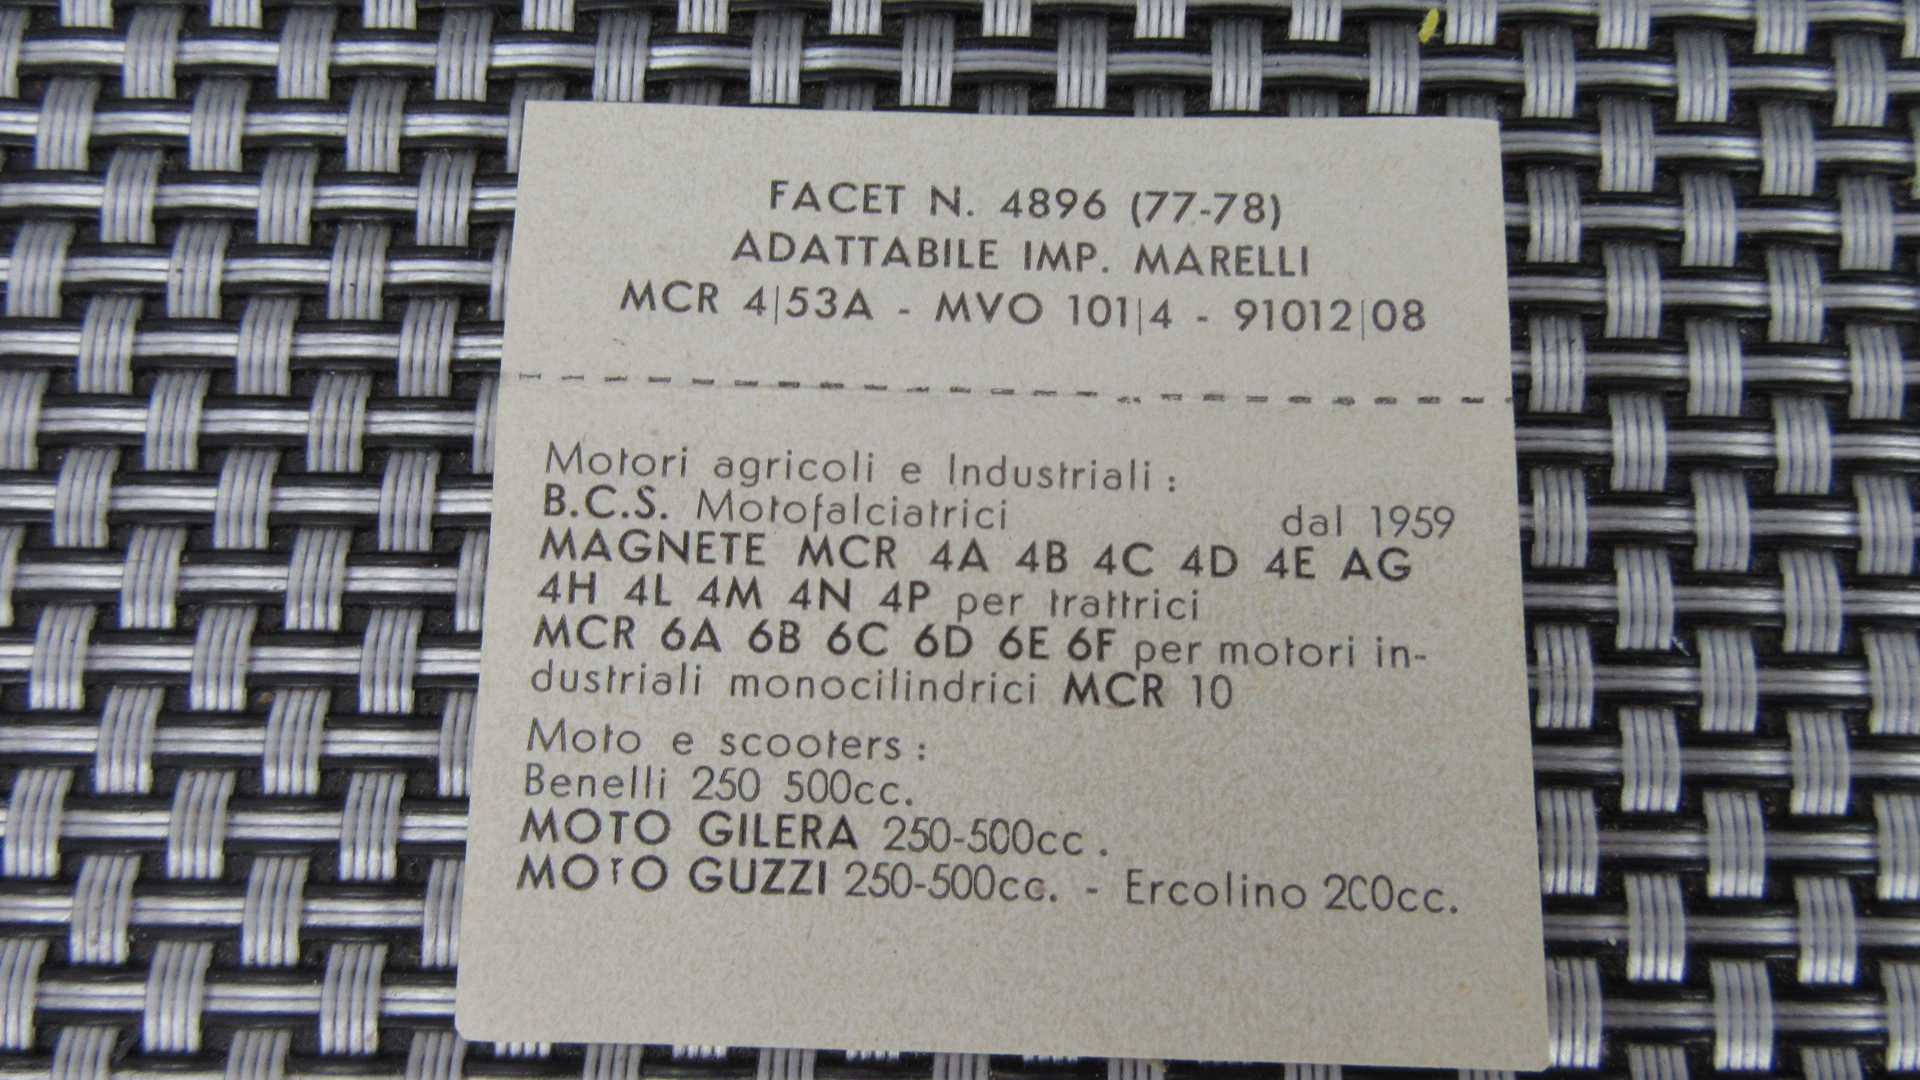 FACET N. 4896 (77-78)
ADATTABILE IMP. MARELLI
MCR 4|53A - MVO 101|4 - 91012|08
Motori agricoli e Industriali :
B.C.S. Motofalciatrici dal 1959
MAGNETE MCR 4A 4B 4C 4D 4E AG
4H 4L 4M 4N 4P per trattrici
MCR 6A 6B 6C 6D 6E 6F per motori in-
dustriali monocilindrici MCR 10
Moto e scooters :
Benelli 250 500cc.
MOTO GILERA 250-500cc .
MOTO GUZZI 250-500cc. - Ercolino 200cc.